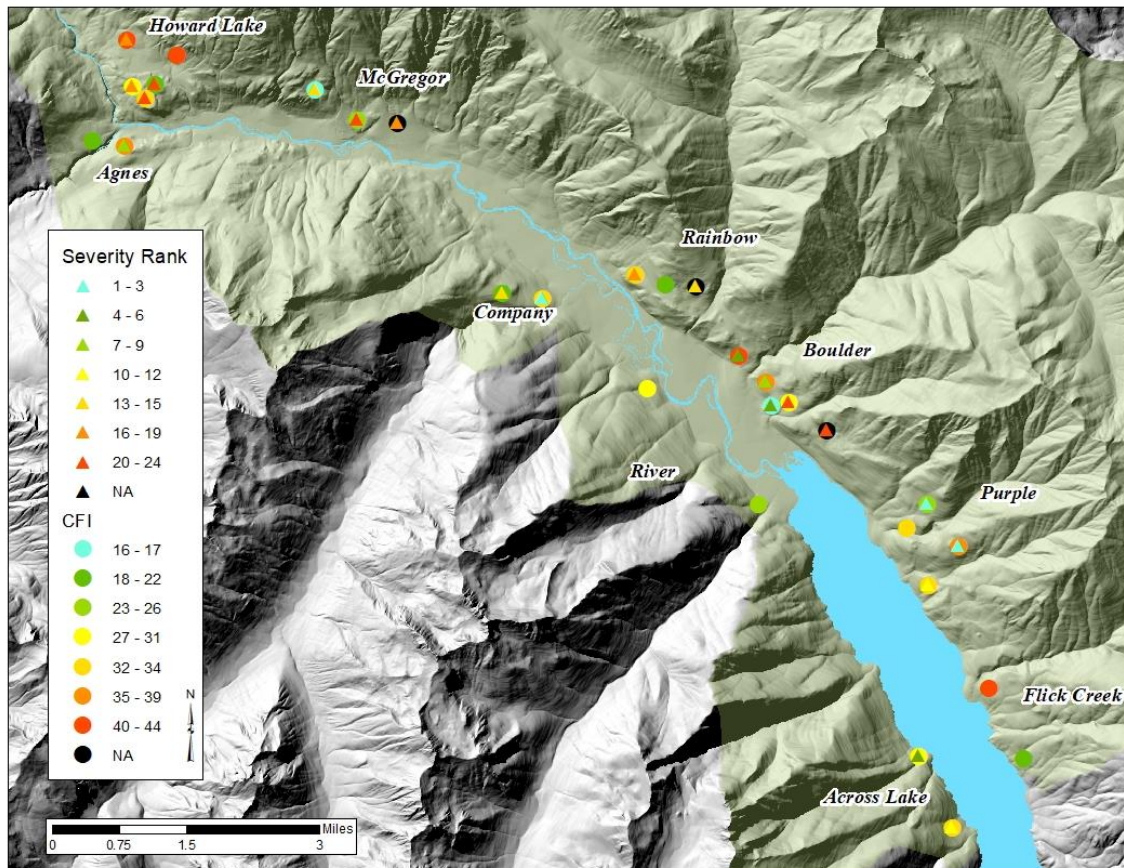 Howard Lake
McGregor
Agnes
Rainbow
Company
Boulder
River
Purple
Flick Creek
Across Lake
Severity Rank
1 - 3
4 - 6
7 - 9
10 - 12
13 - 15
16 - 19
20 - 24
NA
CFI
16 - 17
18 - 22
23 - 26
27 - 31
32 - 34
35 - 39
40 - 44
NA
N
Miles
0 0.75 1.5 3